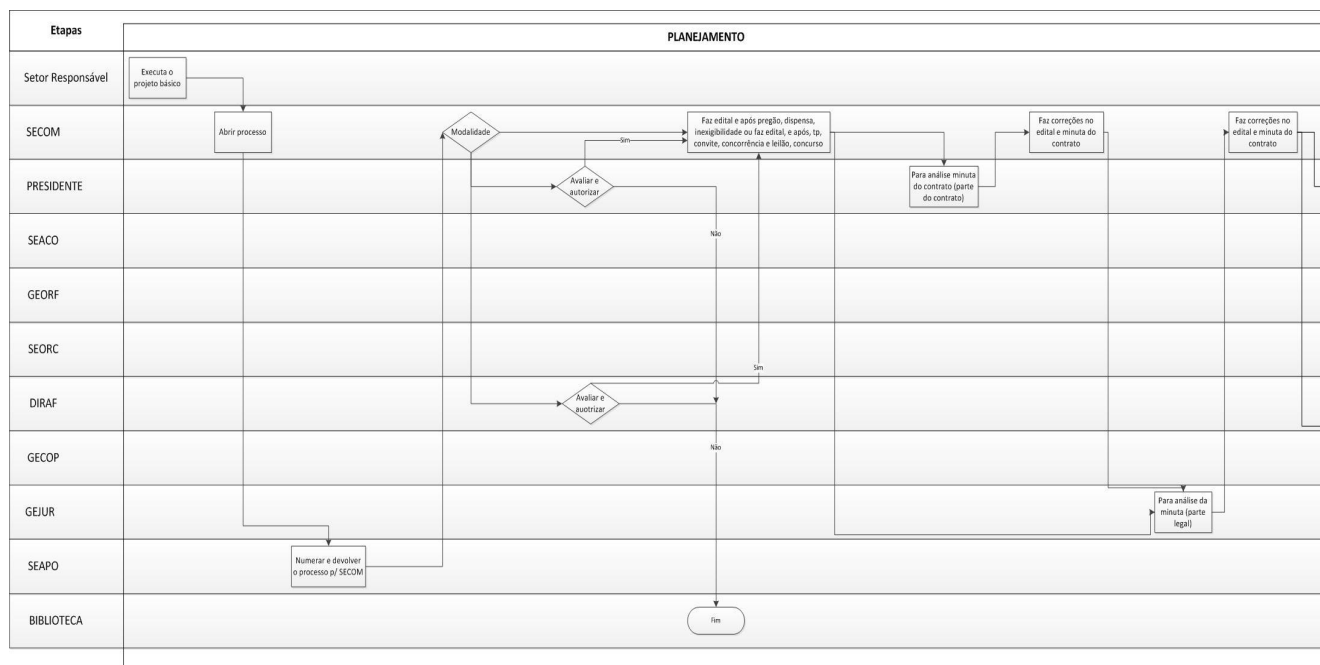 Etapas
PLANEJAMENTO
Setor Responsável
Executa o
projeto básico
SECOM
Abrir processo
Modalidade
Faz edital e após pregão, dispensa,
inexigibilidade ou faz edital, e após, tp,
convite, concorrência e leilão, concurso
Faz correções no
edital e minuta do
contrato
Faz correções no
edital e minuta do
contrato
Sim
PRESIDENTE
Avaliar e
autorizar
Para análise minuta
do contrato (parte
do contrato)
SEACO
Não
GEORF
SEORC
Sim
DIRAF
Avaliar e
auotrizar
GECOP
Não
GEJUR
Para análise da
minuta (parte
legal)
SEAPO
Numerar e devolver
o processo p/ SECOM
BIBLIOTECA
Fim